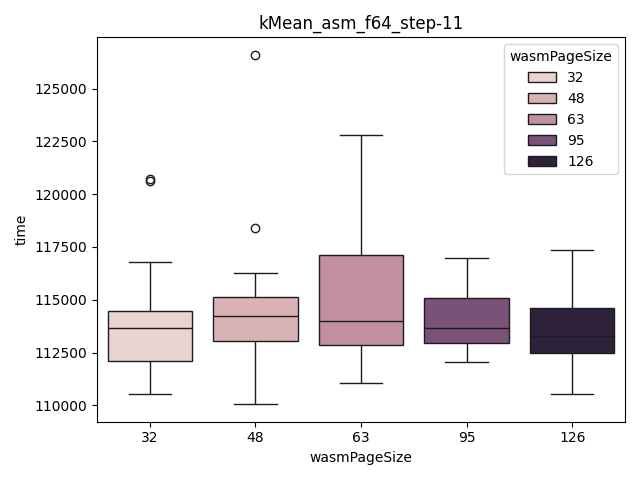 kMean_asm_f64_step-11
wasmPageSize
32
48
63
95
126
125000
122500
120000
117500
115000
112500
110000
time
32 48 63 95 126
wasmPageSize